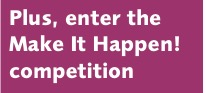 Plus, enter the
Make It Happen!
competition